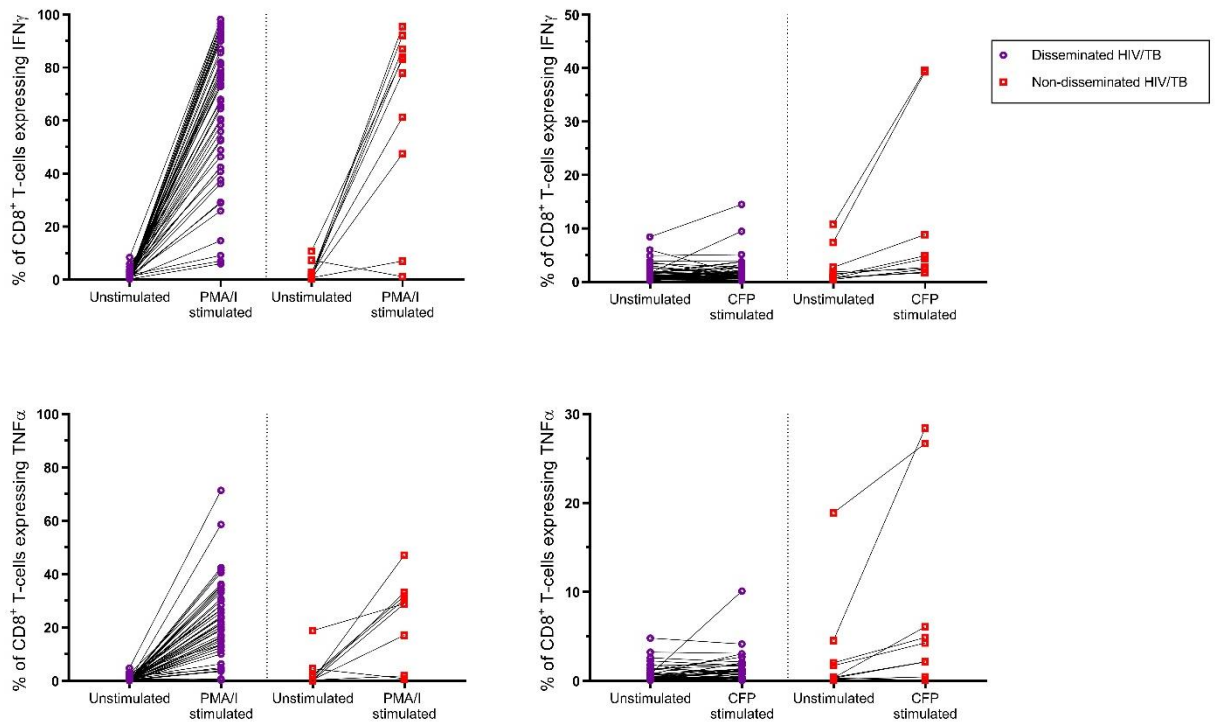 % of CD8+ T-cells expressing IFNγ
100
80
60
40
20
0
Unstimulated
PMA/I
stimulated
Unstimulated
PMA/I
stimulated
% of CD8+ T-cells expressing IFNγ
50
40
30
20
10
0
Unstimulated
CFP
stimulated
Unstimulated
CFP
stimulated
Disseminated HIV/TB
Non-disseminated HIV/TB
% of CD8+ T-cells expressing TNFα
100
80
60
40
20
0
Unstimulated
PMA/I
stimulated
Unstimulated
PMA/I
stimulated
% of CD8+ T-cells expressing TNFα
30
20
10
0
Unstimulated
CFP
stimulated
Unstimulated
CFP
stimulated